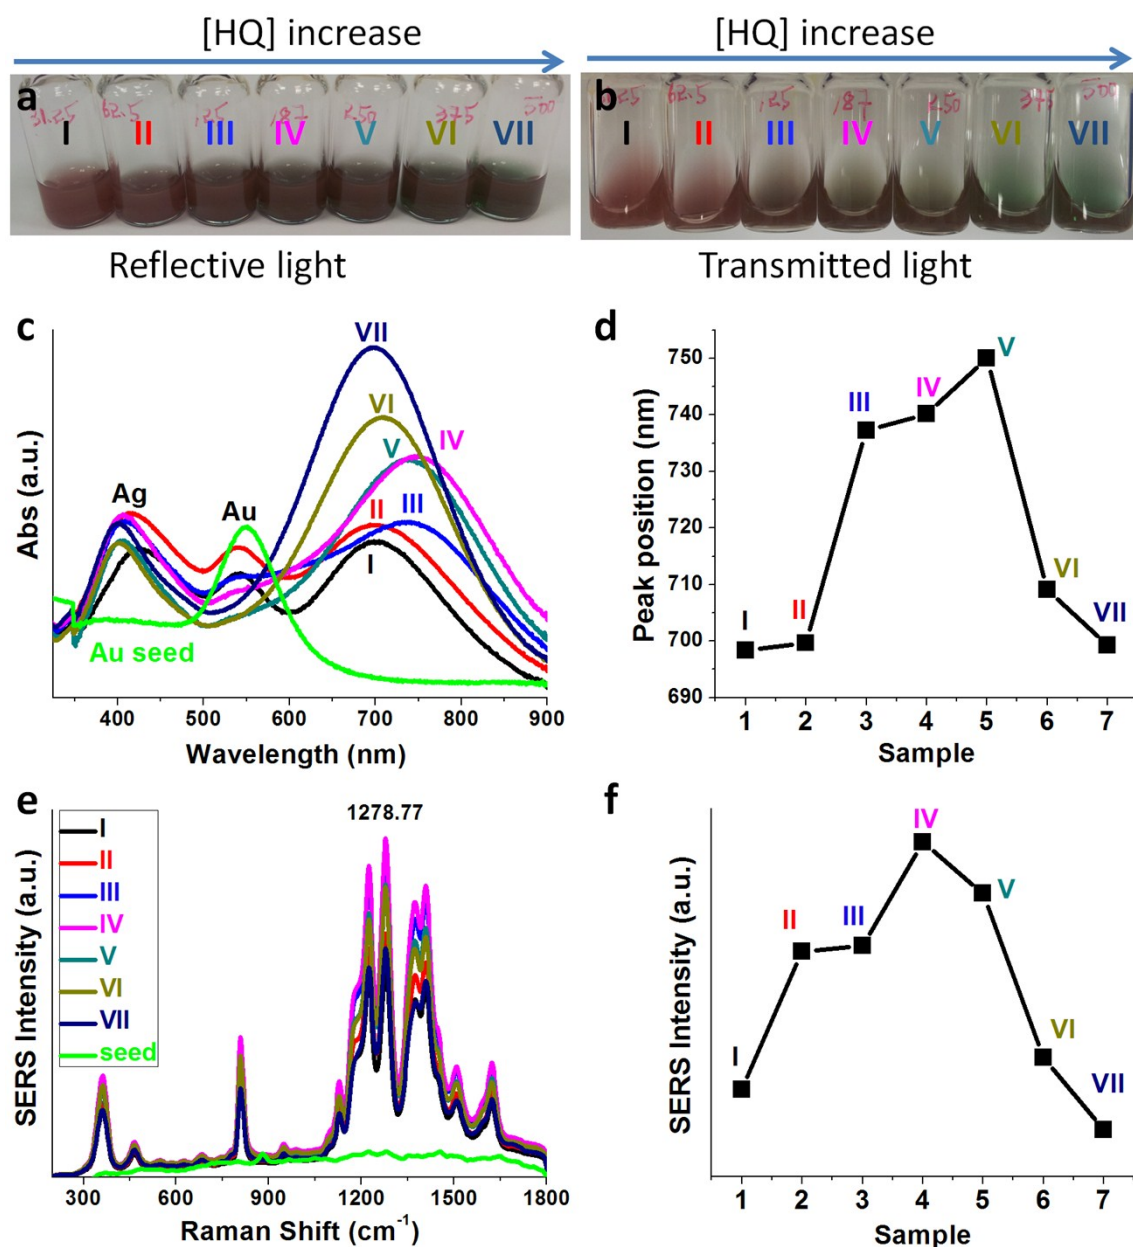 [HQ] increase
[HQ] increase
a
31.25 62.5 125 187 250 375 500
I II III IV V VI VII
b
62.5 125 187 250 375 500
I II III IV V VI VII
Reflective light
Transmitted light
c
Abs (a.u.)
VII
VI
V
IV
III
II
I
Ag
Au
Au seed
400 500 600 700 800 900
Wavelength (nm)
d
Peak position (nm)
750
740
730
720
710
700
690
I
II
III
IV
V
VI
VII
1 2 3 4 5 6 7
Sample
e
SERS Intensity (a.u.)
1278.77
I
II
III
IV
V
VI
VII
seed
300 600 900 1200 1500 1800
Raman Shift (cm⁻¹)
f
SERS Intensity (a.u.)
I
II
III
IV
V
VI
VII
1 2 3 4 5 6 7
Sample